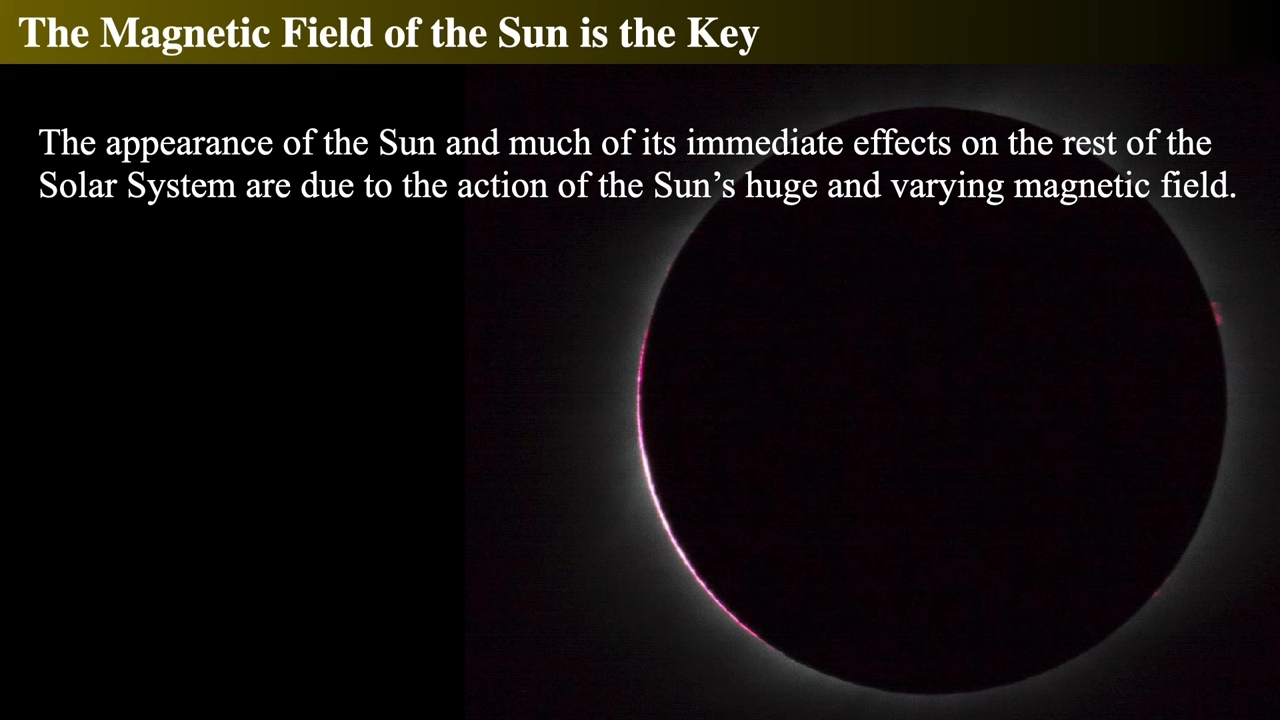 The Magnetic Field of the Sun is the Key
The appearance of the Sun and much of its immediate effects on the rest of the
Solar System are due to the action of the Sun’s huge and varying magnetic field.